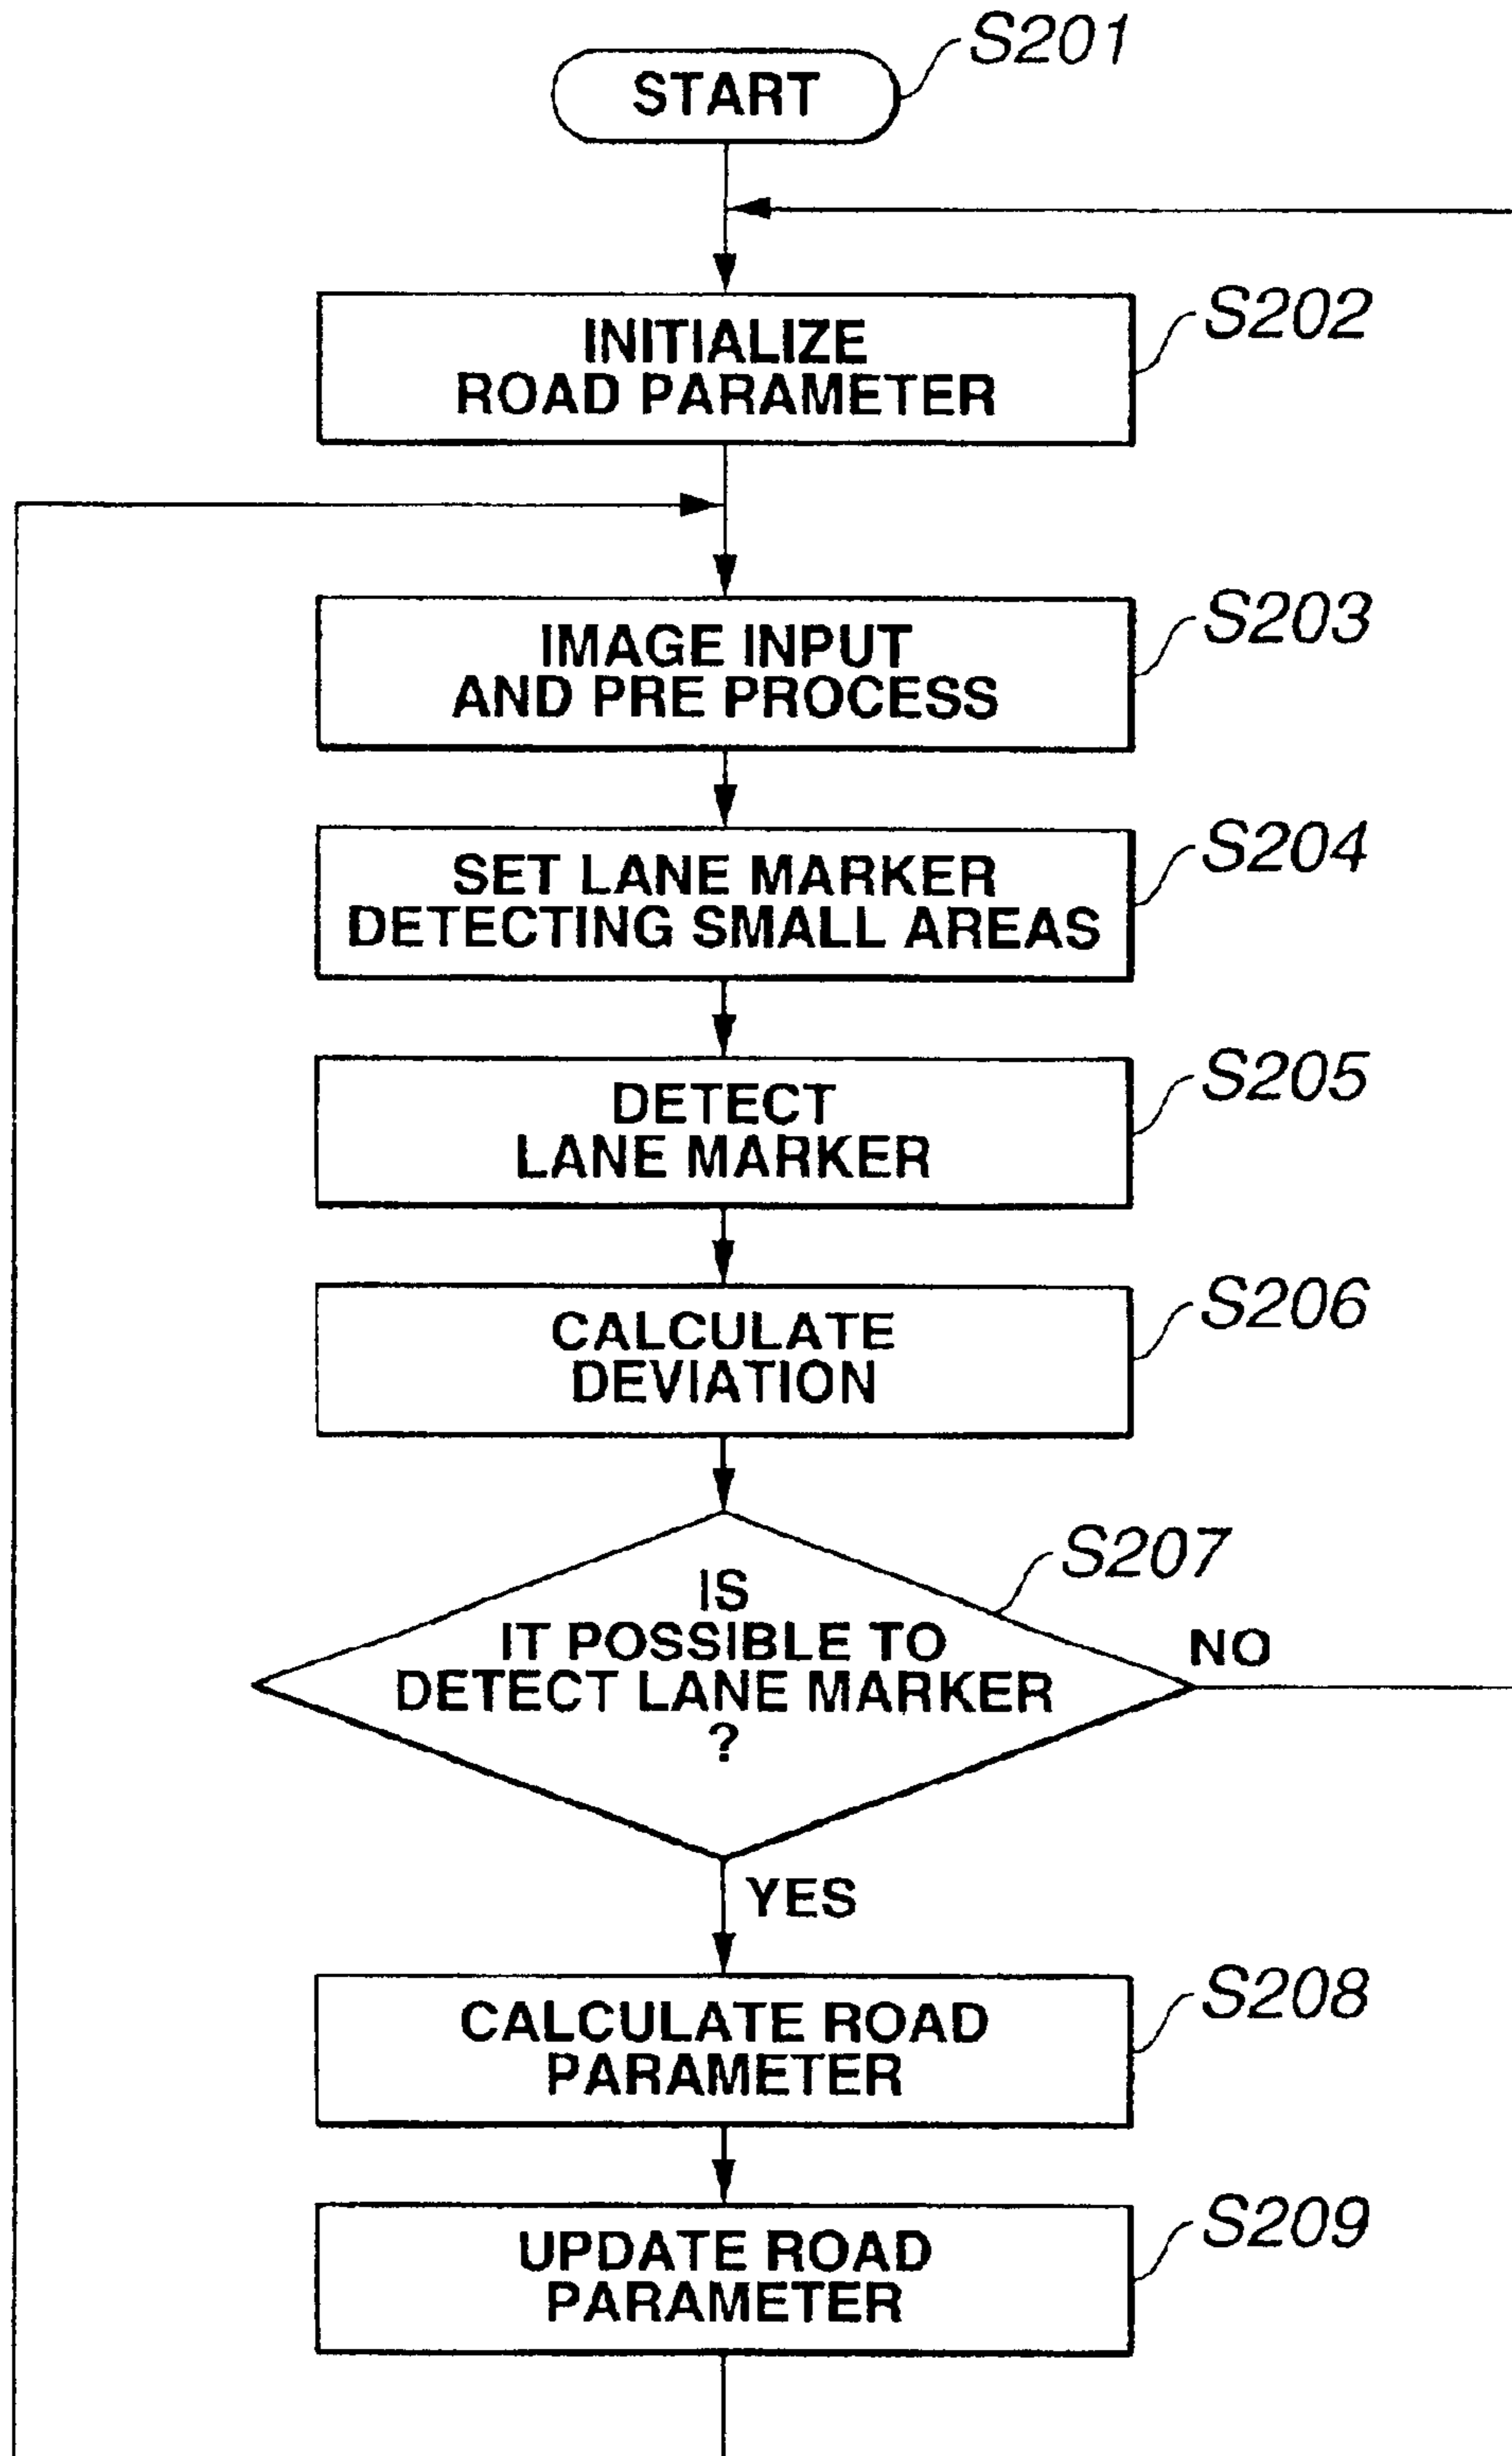 START
S201
INITIALIZE
ROAD PARAMETER
S202
IMAGE INPUT
AND PRE PROCESS
S203
SET LANE MARKER
DETECTING SMALL AREAS
S204
DETECT
LANE MARKER
S205
CALCULATE
DEVIATION
S206
IS
IT POSSIBLE TO
DETECT LANE MARKER
?
S207
NO
YES
CALCULATE ROAD
PARAMETER
S208
UPDATE ROAD
PARAMETER
S209